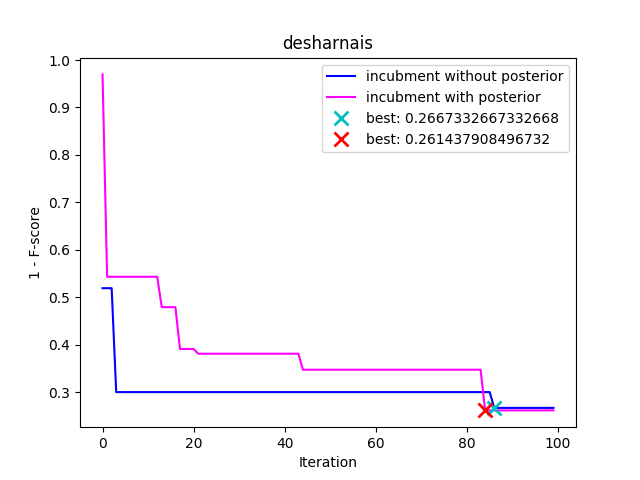 desharnais
incubment without posterior
incubment with posterior
best: 0.2667332667332668
best: 0.261437908496732
1 - F-score
1.0
0.9
0.8
0.7
0.6
0.5
0.4
0.3
0 20 40 60 80 100
Iteration